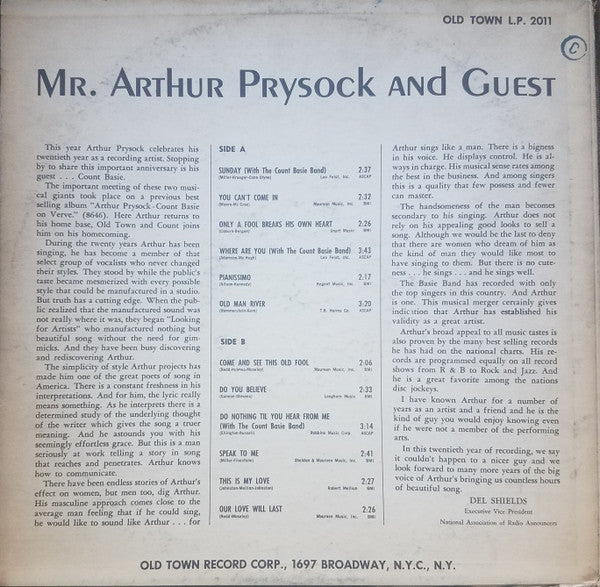 OLD TOWN L.P. 2011
C
MR. ARTHUR PRYSOCK AND GUEST
This year Arthur Prysock celebrates his
twentieth year as a recording artist. Stopping
by to share this important anniversary is his
guest . . . Count Basie.
The important meeting of these two musi-
cal giants took place on a previous best
selling album "Arthur Prysock - Count Basie
on Verve." (8646). Here Arthur returns to
his home base, Old Town and Count joins
him on his homecoming.
During the twenty years Arthur has been
singing, he has become a member of that
select group of vocalists who never changed
their styles. They stood by while the public's
taste became mesmerized with every possible
style that could be manufactured in a studio.
But truth has a cutting edge. When the pub-
lic realized that the manufactured sound was
not really where it was, they began "Looking
for Artists" who manufactured nothing but
beautiful song without the need for gim-
micks. And they have been busy discovering
and rediscovering Arthur.
The simplicity of style Arthur projects has
made him one of the great poets of song in
America. There is a constant freshness in his
interpretations. And for him, the lyric really
means something. As he interprets there is a
determined study of the underlying thought
of the writer which gives the song a truer
meaning. And he astounds you with his
seemingly effortless grace. But this is a man
seriously at work telling a story in song
that reaches and penetrates. Arthur knows
how to communicate.
There have been endless stories of Arthur's
effect on women, but men too, dig Arthur.
His masculine approach comes close to the
average man feeling that if he could sing,
he would like to sound like Arthur . . . for
SIDE A
SUNDAY (With The Count Basie Band) 2:37
Leo Feist, Inc. ASCAP
YOU CAN'T COME IN 2:32
Maureen Music, Inc. BMI
ONLY A FOOL BREAKS HIS OWN HEART 2:26
Music BMI
WHERE ARE YOU (With The Count Basie Band) 3:43
Leo Feist, Inc. ASCAP
PIANISSIMO 2:17
Regent Music, Inc. BMI
OLD MAN RIVER 3:20
(Hammerstein-Kern) T.B. Harms Co. ASCAP
SIDE B
COME AND SEE THIS OLD FOOL 2:06
Maureen Music, Inc. BMI
DO YOU BELIEVE 2:33
Music BMI
DO NOTHING TIL YOU HEAR FROM ME
(With The Count Basie Band) 3:14
(Ellington-Russell) Robbins Music Corp. ASCAP
SPEAK TO ME 2:41
Music, Inc. BMI
THIS IS MY LOVE 2:27
Robert Mellin BMI
OUR LOVE WILL LAST 2:26
Maureen Music, Inc. BMI
Arthur sings like a man. There is a bigness
in his voice. He displays control. He is al-
ways in charge. His musical sense rates among
the best in the business. And among singers
this is a quality that few possess and fewer
can master.
The handsomeness of the man becomes
secondary to his singing. Arthur does not
rely on his appealing good looks to sell a
song. Although we would be the last to deny
that there are women who dream of him as
the kind of man they would like most to
have singing to them. But there is no cute-
ness . . . he sings . . . and he sings well.
The Basie Band has recorded with only
the top singers in this country. And Arthur
is one. This musical merger certainly gives
indication that Arthur has established his
validity as a great artist.
Arthur's broad appeal to all music tastes is
also proven by the many best selling records
he has had on the national charts. His re-
cords are programmed equally on all record
shows from R & B to Rock and Jazz. And
he is a great favorite among the nations
disc jockeys.
I have known Arthur for a number of
years as an artist and a friend and he is the
kind of guy you would enjoy knowing even
if he were not a member of the performing
arts.
In this twentieth year of recording, we say
it couldn't happen to a nicer guy and we
look forward to many more years of the big
voice of Arthur's bringing us countless hours
of beautiful song.
DEL SHIELDS
Executive Vice President
National Association of Radio Announcers
OLD TOWN RECORD CORP., 1697 BROADWAY, N.Y.C., N.Y.